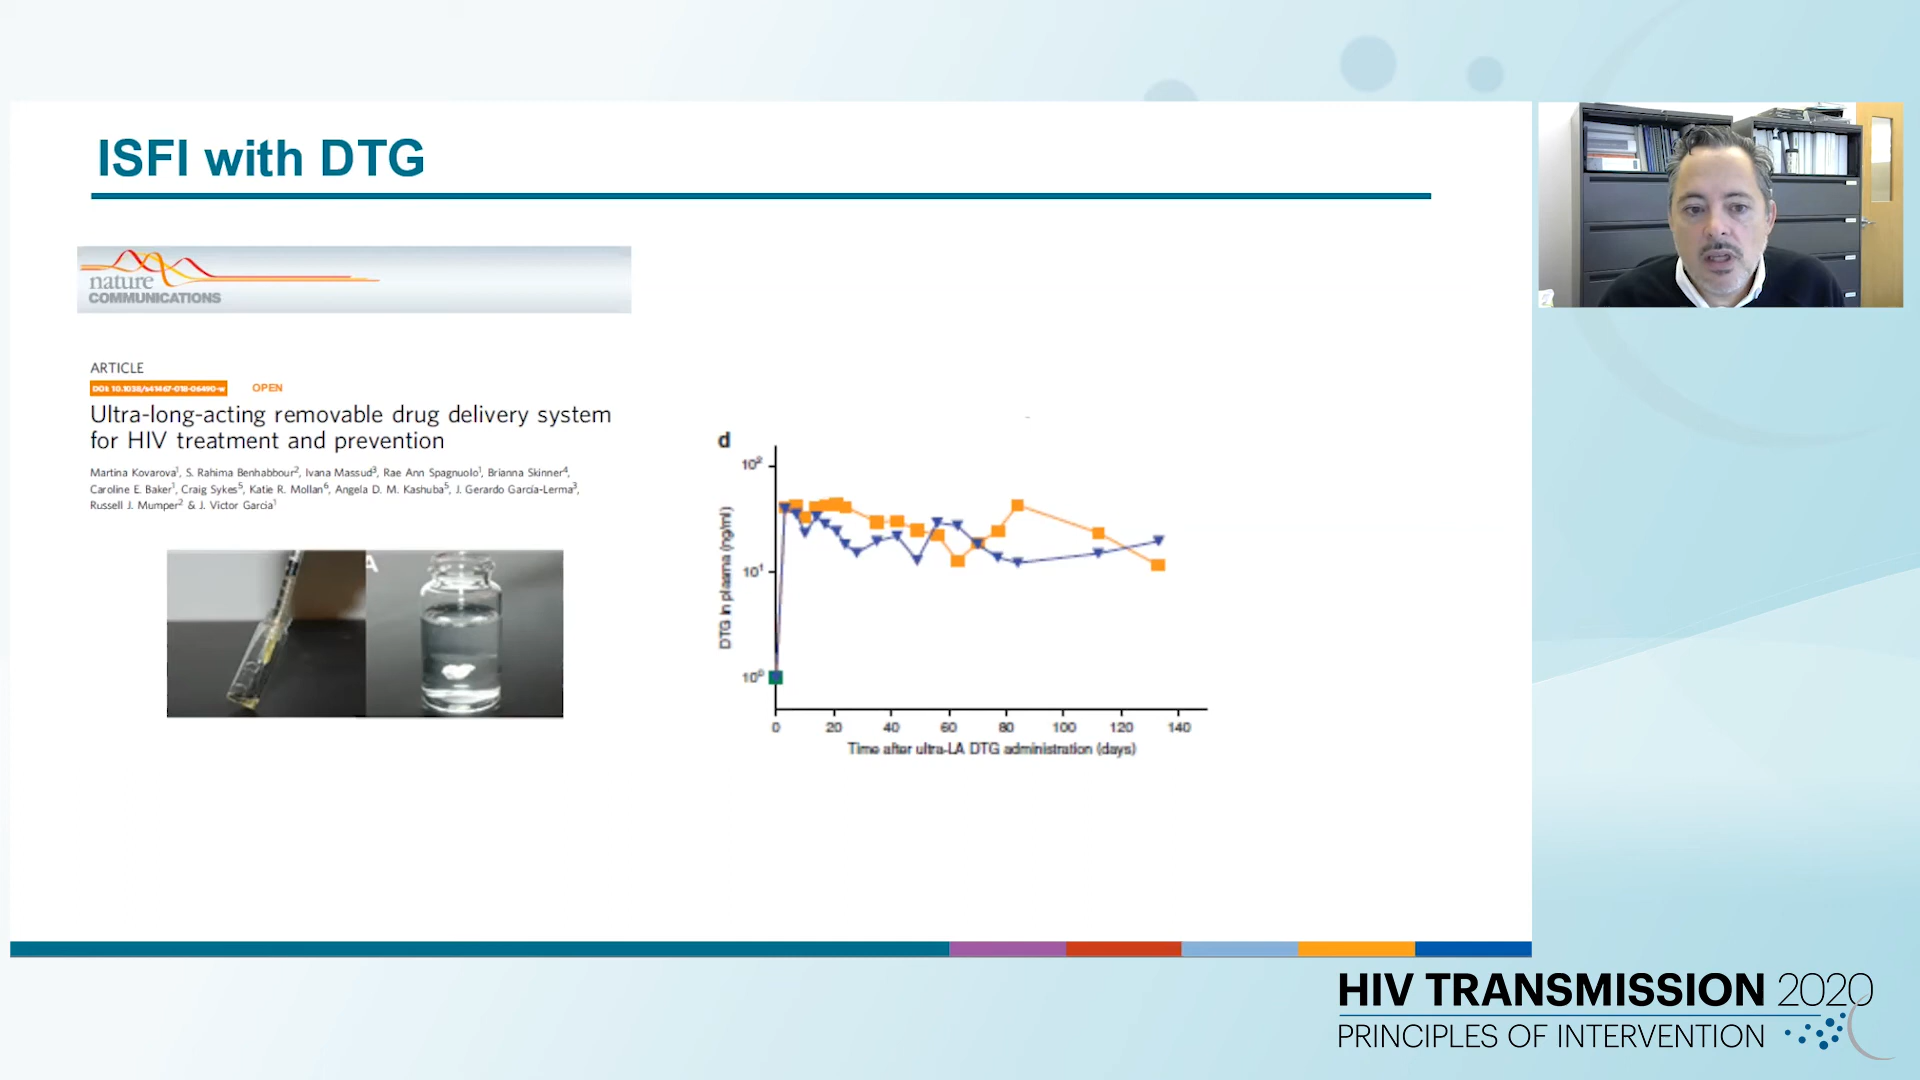 ISFI with DTG
nature
COMMUNICATIONS
ARTICLE
DOI: 10.1038/s41467-018-06490-w OPEN
Ultra-long-acting removable drug delivery system
for HIV treatment and prevention
Martina Kovarova1, S. Rahima Benhabbour2, Ivana Massud3, Rae Ann Spagnuolo1, Brianna Skinner4,
Caroline E. Baker1, Craig Sykes5, Katie R. Mollan6, Angela D. M. Kashuba5, J. Gerardo García-Lerma3,
Russell J. Mumper2 & J. Victor Garcia1
A
d
10²
10¹
10⁰
DTG in plasma (ng/ml)
0 20 40 60 80 100 120 140
Time after ultra-LA DTG administration (days)
HIV TRANSMISSION 2020
PRINCIPLES OF INTERVENTION